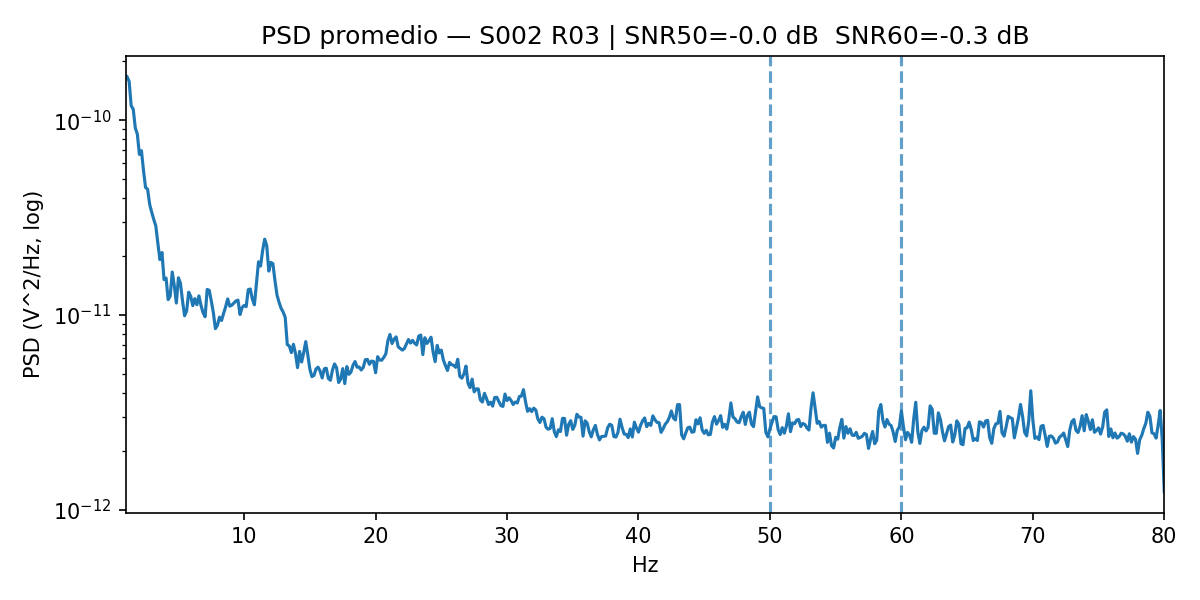 PSD promedio — S002 R03 | SNR50=-0.0 dB  SNR60=-0.3 dB
PSD (V^2/Hz, log)
10⁻¹⁰
10⁻¹¹
10⁻¹²
10 20 30 40 50 60 70 80
Hz